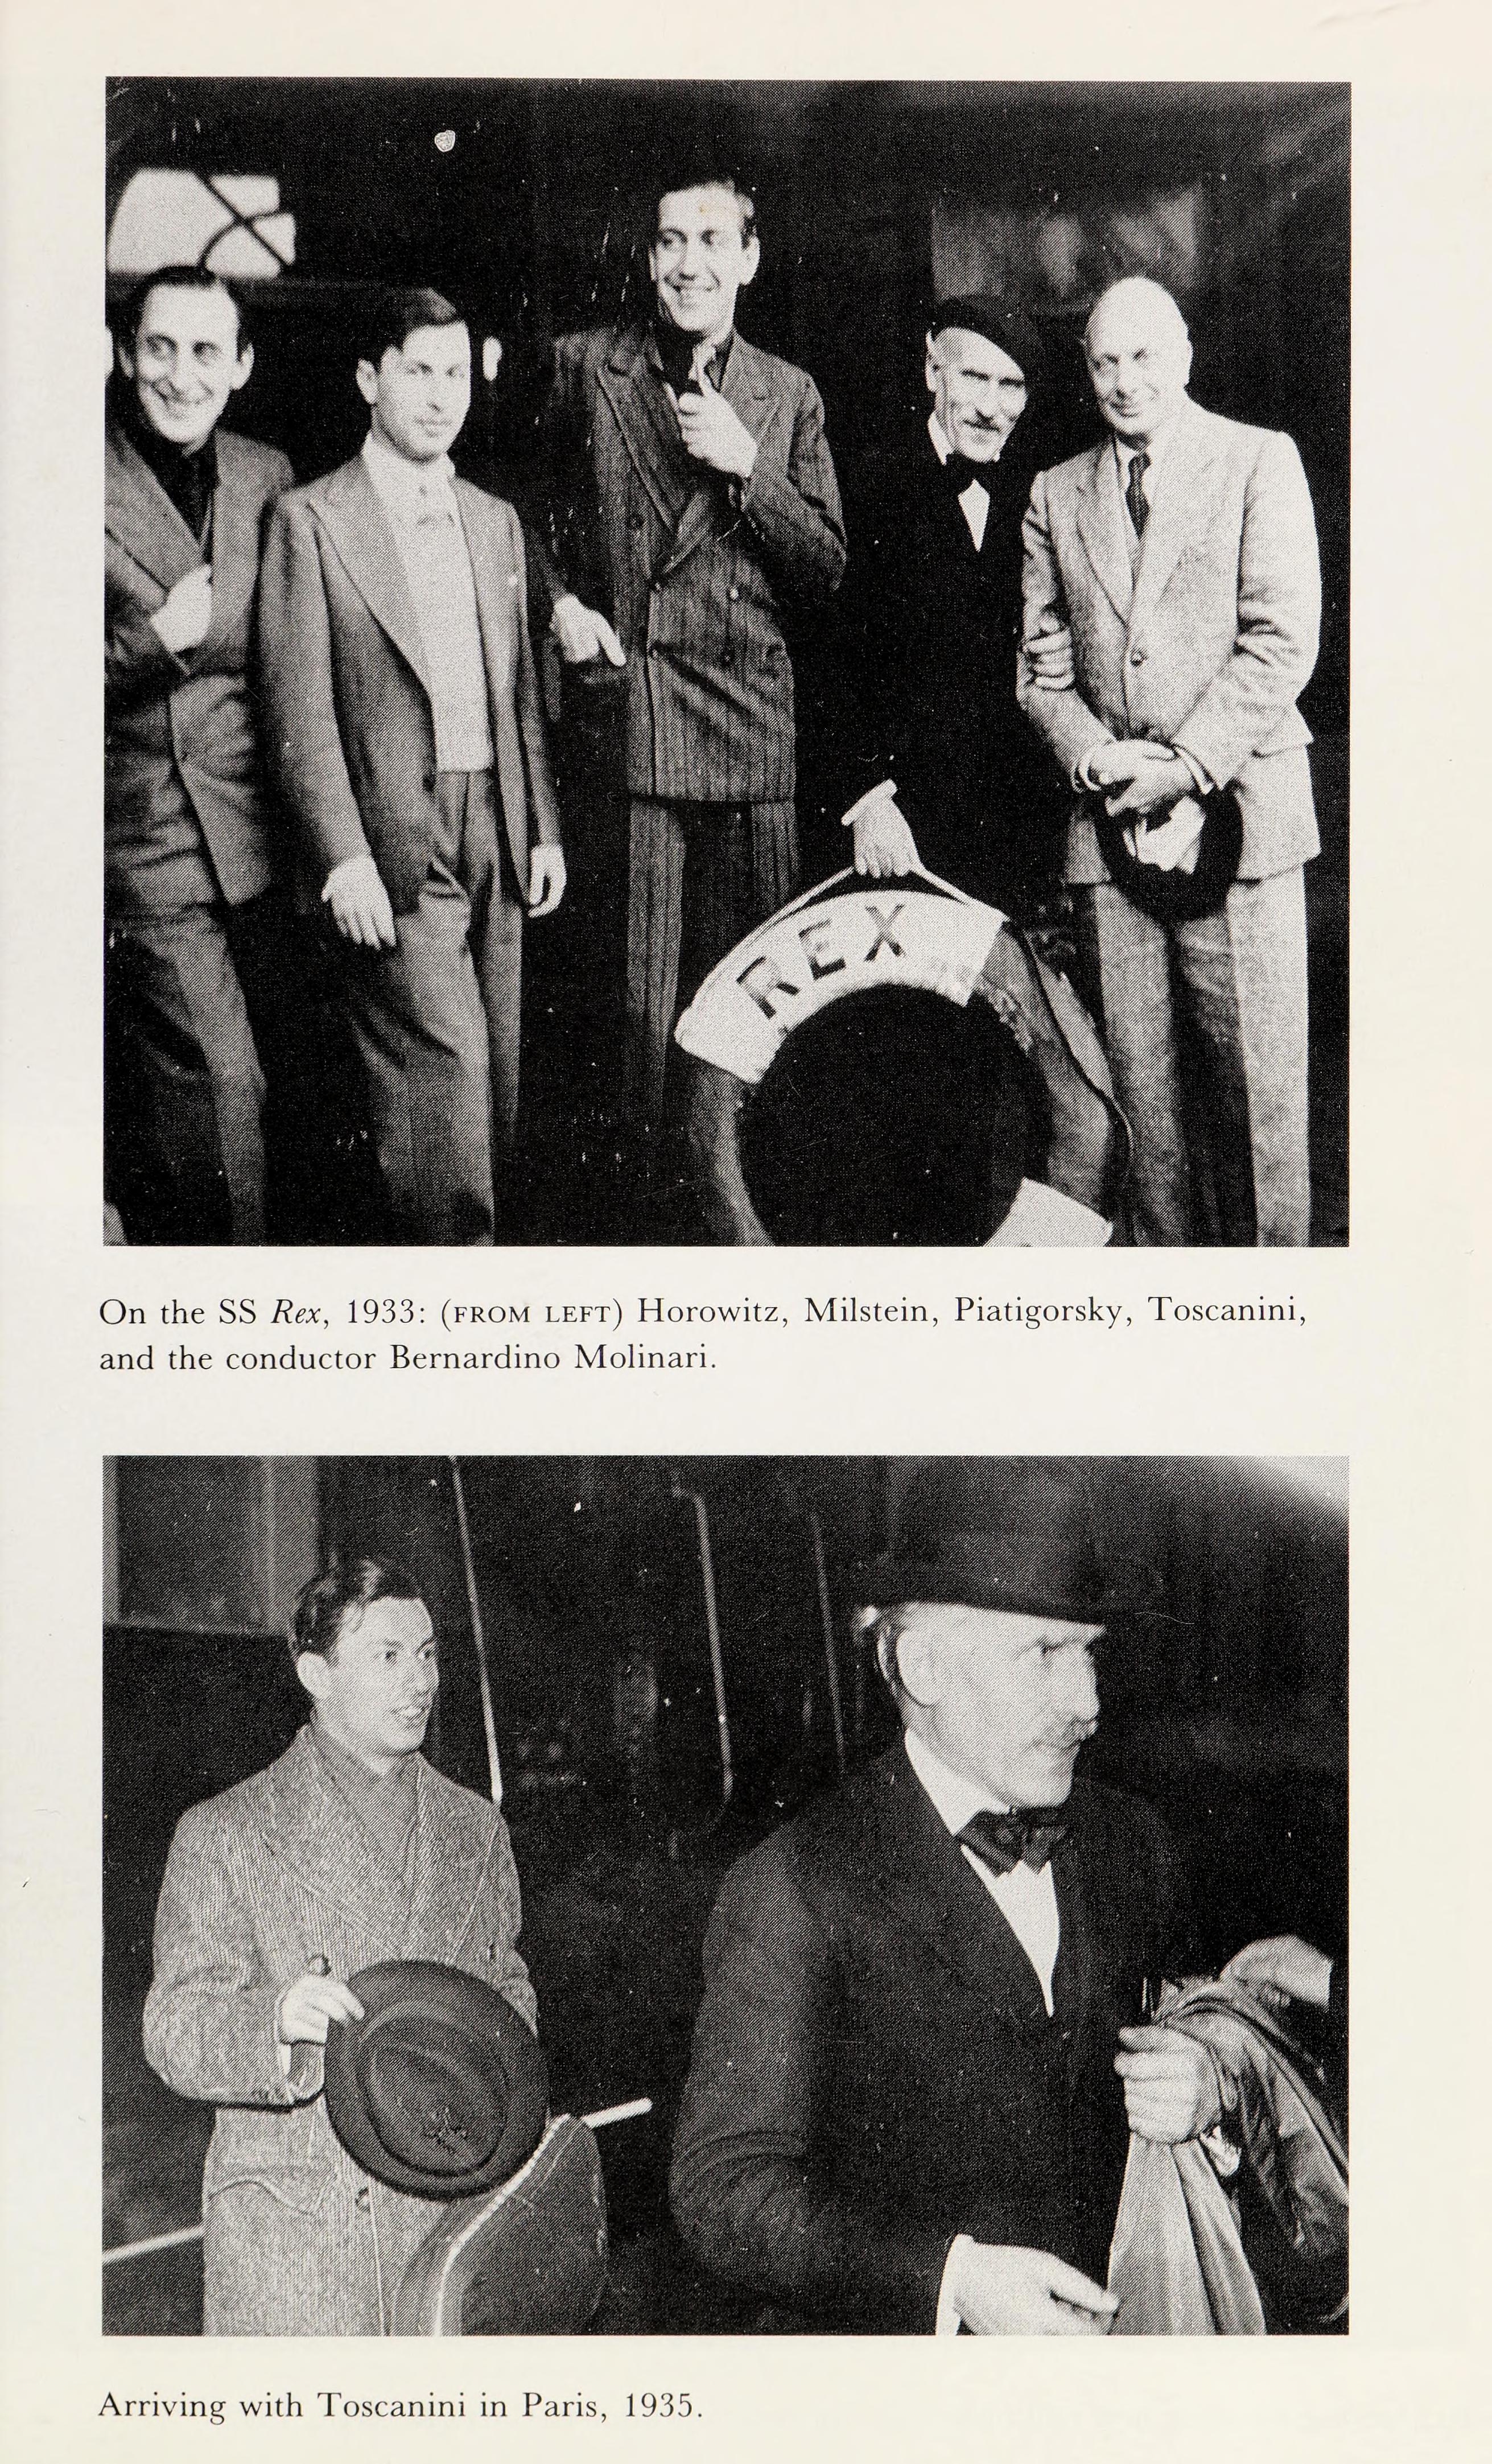 REX
On the SS Rex, 1933: (FROM LEFT) Horowitz, Milstein, Piatigorsky, Toscanini,
and the conductor Bernardino Molinari.
Arriving with Toscanini in Paris, 1935.